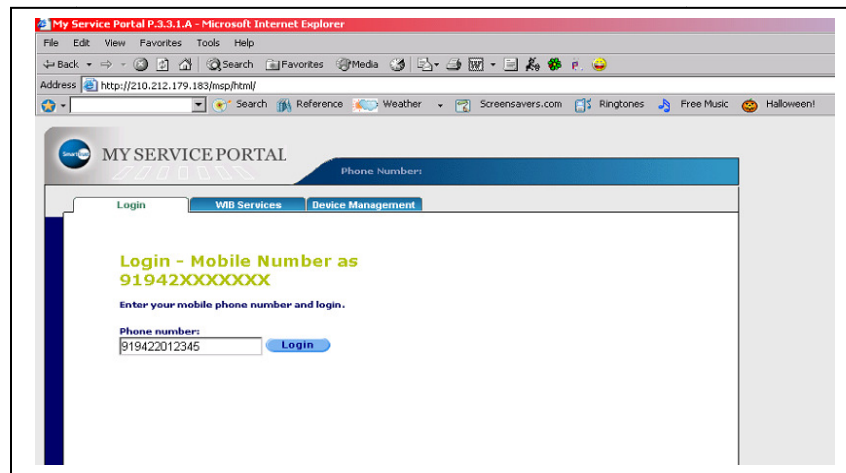 My Service Portal P.3.3.1.A - Microsoft Internet Explorer
File Edit View Favorites Tools Help
Back Search Favorites Media
Address http://210.212.179.183/msp/html/
Search Reference Weather Screensavers.com Ringtones Free Music Halloween!
SmartTrust MY SERVICE PORTAL
Phone Number:
Login WIB Services Device Management
Login - Mobile Number as
91942XXXXXXX
Enter your mobile phone number and login.
Phone number:
919422012345 Login